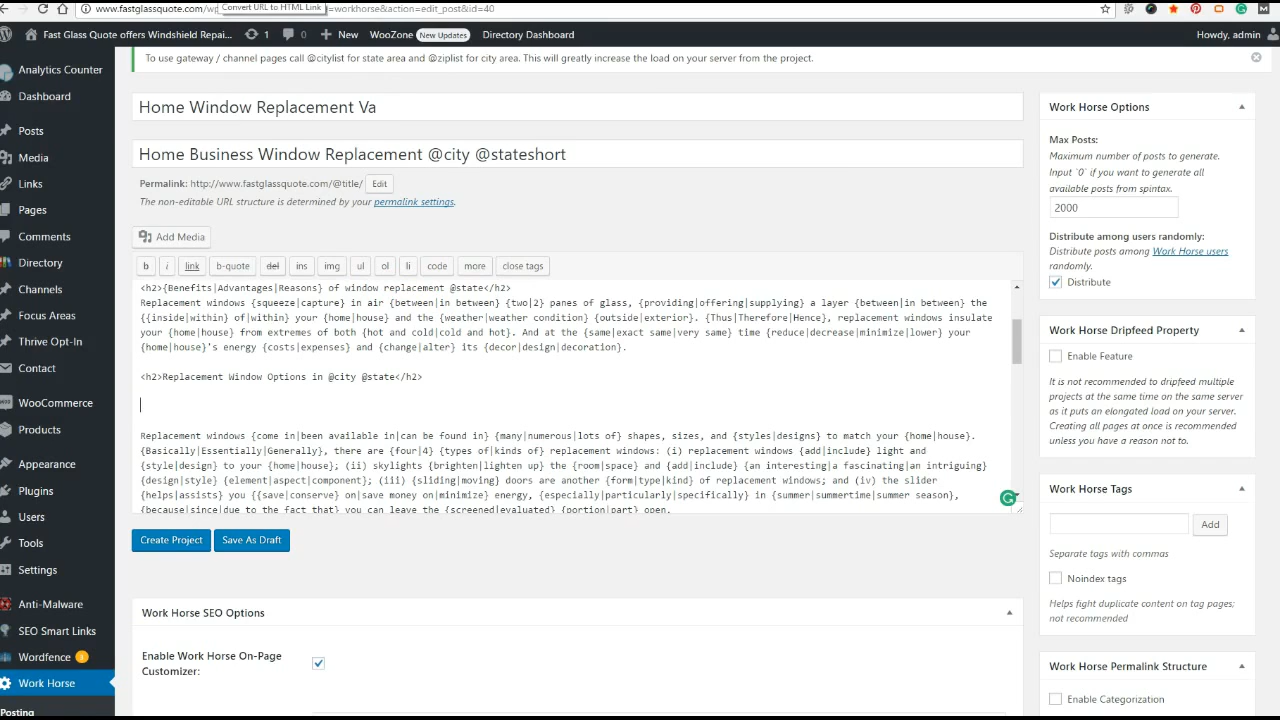 www.fastglassquote.com/wp
Convert URL to HTML Link
=workhorse&action=edit_post&id=40
Fast Glass Quote offers Windshield Repai...
1
0
New
WooZone
New Updates
Directory Dashboard
Howdy, admin
Analytics Counter
Dashboard
Posts
Media
Links
Pages
Comments
Directory
Channels
Focus Areas
Thrive Opt-In
Contact
WooCommerce
Products
Appearance
Plugins
Users
Tools
Settings
Anti-Malware
SEO Smart Links
Wordfence
Work Horse
Posting
To use gateway / channel pages call @citylist for state area and @ziplist for city area. This will greatly increase the load on your server from the project.
Home Window Replacement Va
Home Business Window Replacement @city @stateshort
Permalink: http://www.fastglassquote.com/@title/ Edit
The non-editable URL structure is determined by your permalink settings.
Add Media
b i link b-quote del ins img ul ol li code more close tags
<h2>{Benefits|Advantages|Reasons} of window replacement @state</h2>
Replacement windows {squeeze|capture} in air {between|in between} {two|2} panes of glass, {providing|offering|supplying} a layer {between|in between} the
{{inside|within} of|within} your {home|house} and the {weather|weather condition} {outside|exterior}. {Thus|Therefore|Hence}, replacement windows insulate
your {home|house} from extremes of both {hot and cold|cold and hot}. And at the {same|exact same|very same} time {reduce|decrease|minimize|lower} your
{home|house}'s energy {costs|expenses} and {change|alter} its {decor|design|decoration}.
<h2>Replacement Window Options in @city @state</h2>
Replacement windows {come in|been available in|can be found in} {many|numerous|lots of} shapes, sizes, and {styles|designs} to match your {home|house}.
{Basically|Essentially|Generally}, there are {four|4} {types of|kinds of} replacement windows: (i) replacement windows {add|include} light and
{style|design} to your {home|house}; (ii) skylights {brighten|lighten up} the {room|space} and {add|include} {an interesting|a fascinating|an intriguing}
{design|style} {element|aspect|component}; (iii) {sliding|moving} doors are another {form|type|kind} of replacement windows; and (iv) the slider
{helps|assists} you {{save|conserve} on|save money on|minimize} energy, {especially|particularly|specifically} in {summer|summertime|summer season},
{because|since|due to the fact that} you can leave the {screened|evaluated} {portion|part} open.
Create Project
Save As Draft
Work Horse SEO Options
Enable Work Horse On-Page
Customizer:
Work Horse Options
Max Posts:
Maximum number of posts to generate.
Input `0` if you want to generate all
available posts from spintax.
2000
Distribute among users randomly:
Distribute posts among Work Horse users
randomly.
Distribute
Work Horse Dripfeed Property
Enable Feature
It is not recommended to dripfeed multiple
projects at the same time on the same server
as it puts an elongated load on your server.
Creating all pages at once is recommended
unless you have a reason not to.
Work Horse Tags
Add
Separate tags with commas
Noindex tags
Helps fight duplicate content on tag pages;
not recommended
Work Horse Permalink Structure
Enable Categorization